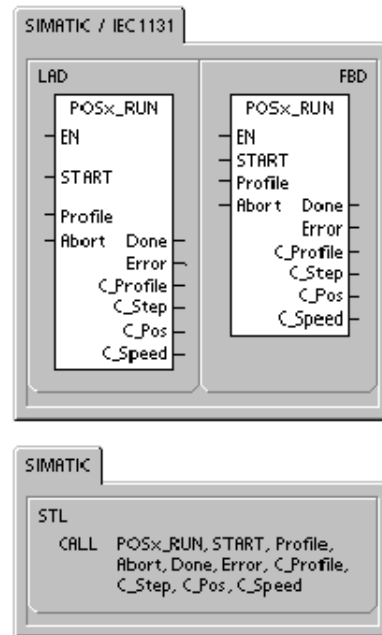 SIMATIC / IEC1131
LAD
POSx_RUN
EN
START
Profile
Abort Done
Error
C_Profile
C_Step
C_Pos
C_Speed
FBD
POSx_RUN
EN
START
Profile
Abort Done
Error
C_Profile
C_Step
C_Pos
C_Speed
SIMATIC
STL
CALL POSx_RUN, START, Profile,
Abort, Done, Error, C_Profile,
C_Step, C_Pos, C_Speed